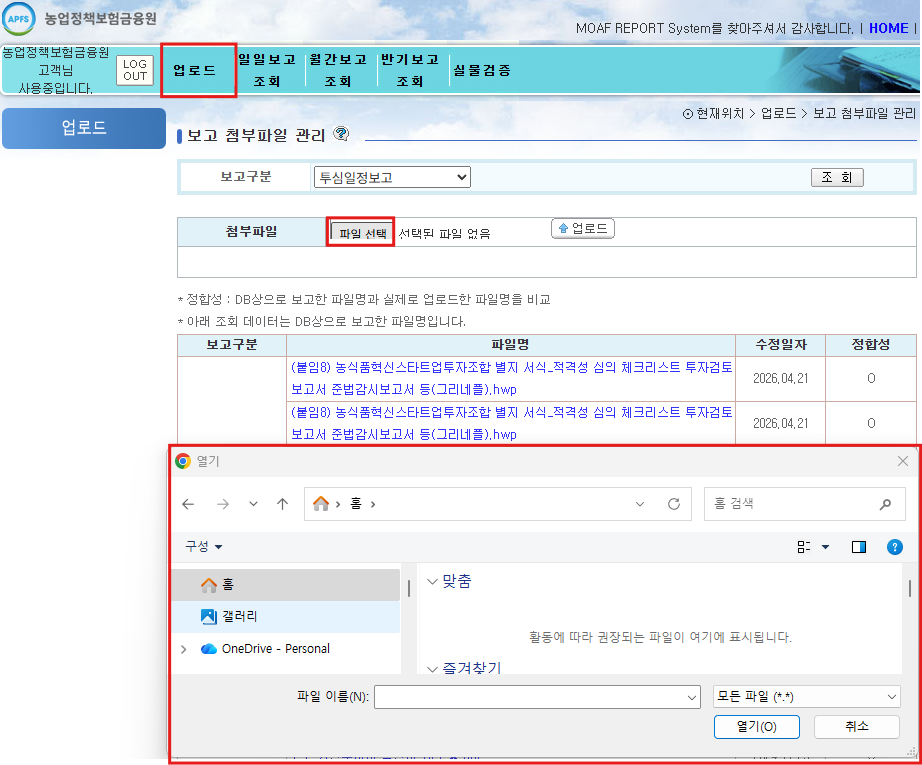 APFS 농업정책보험금융원
MOAF REPORT System를 찾아주셔서 감사합니다. | HOME |
농업정책보험금융원
고객님
사용중입니다.
LOG
OUT
업로드
일일보고
조회
월간보고
조회
반기보고
조회
실물검증
업로드
현재위치 > 업로드 > 보고 첨부파일 관리
보고 첨부파일 관리 ?
보고구분 투심일정보고 조 회
첨부파일 파일 선택 선택된 파일 없음 업로드
* 정합성 : DB상으로 보고한 파일명과 실제로 업로드한 파일명을 비교
* 아래 조회 데이터는 DB상으로 보고한 파일명입니다.
보고구분 파일명 수정일자 정합성
(붙임8) 농식품혁신스타트업투자조합 별지 서식_적격성 심의 체크리스트 투자검토
보고서 준법감시보고서 등(그리네플).hwp
2026.04.21 O
(붙임8) 농식품혁신스타트업투자조합 별지 서식_적격성 심의 체크리스트 투자검토
보고서 준법감시보고서 등(그리네플).hwp
2026.04.21 O
열기
홈 홈 검색
구성 ?
홈
갤러리
OneDrive - Personal
맞춤
활동에 따라 권장되는 파일이 여기에 표시됩니다.
즐겨찾기
파일 이름(N): 모든 파일 (*.*)
열기(O) 취소